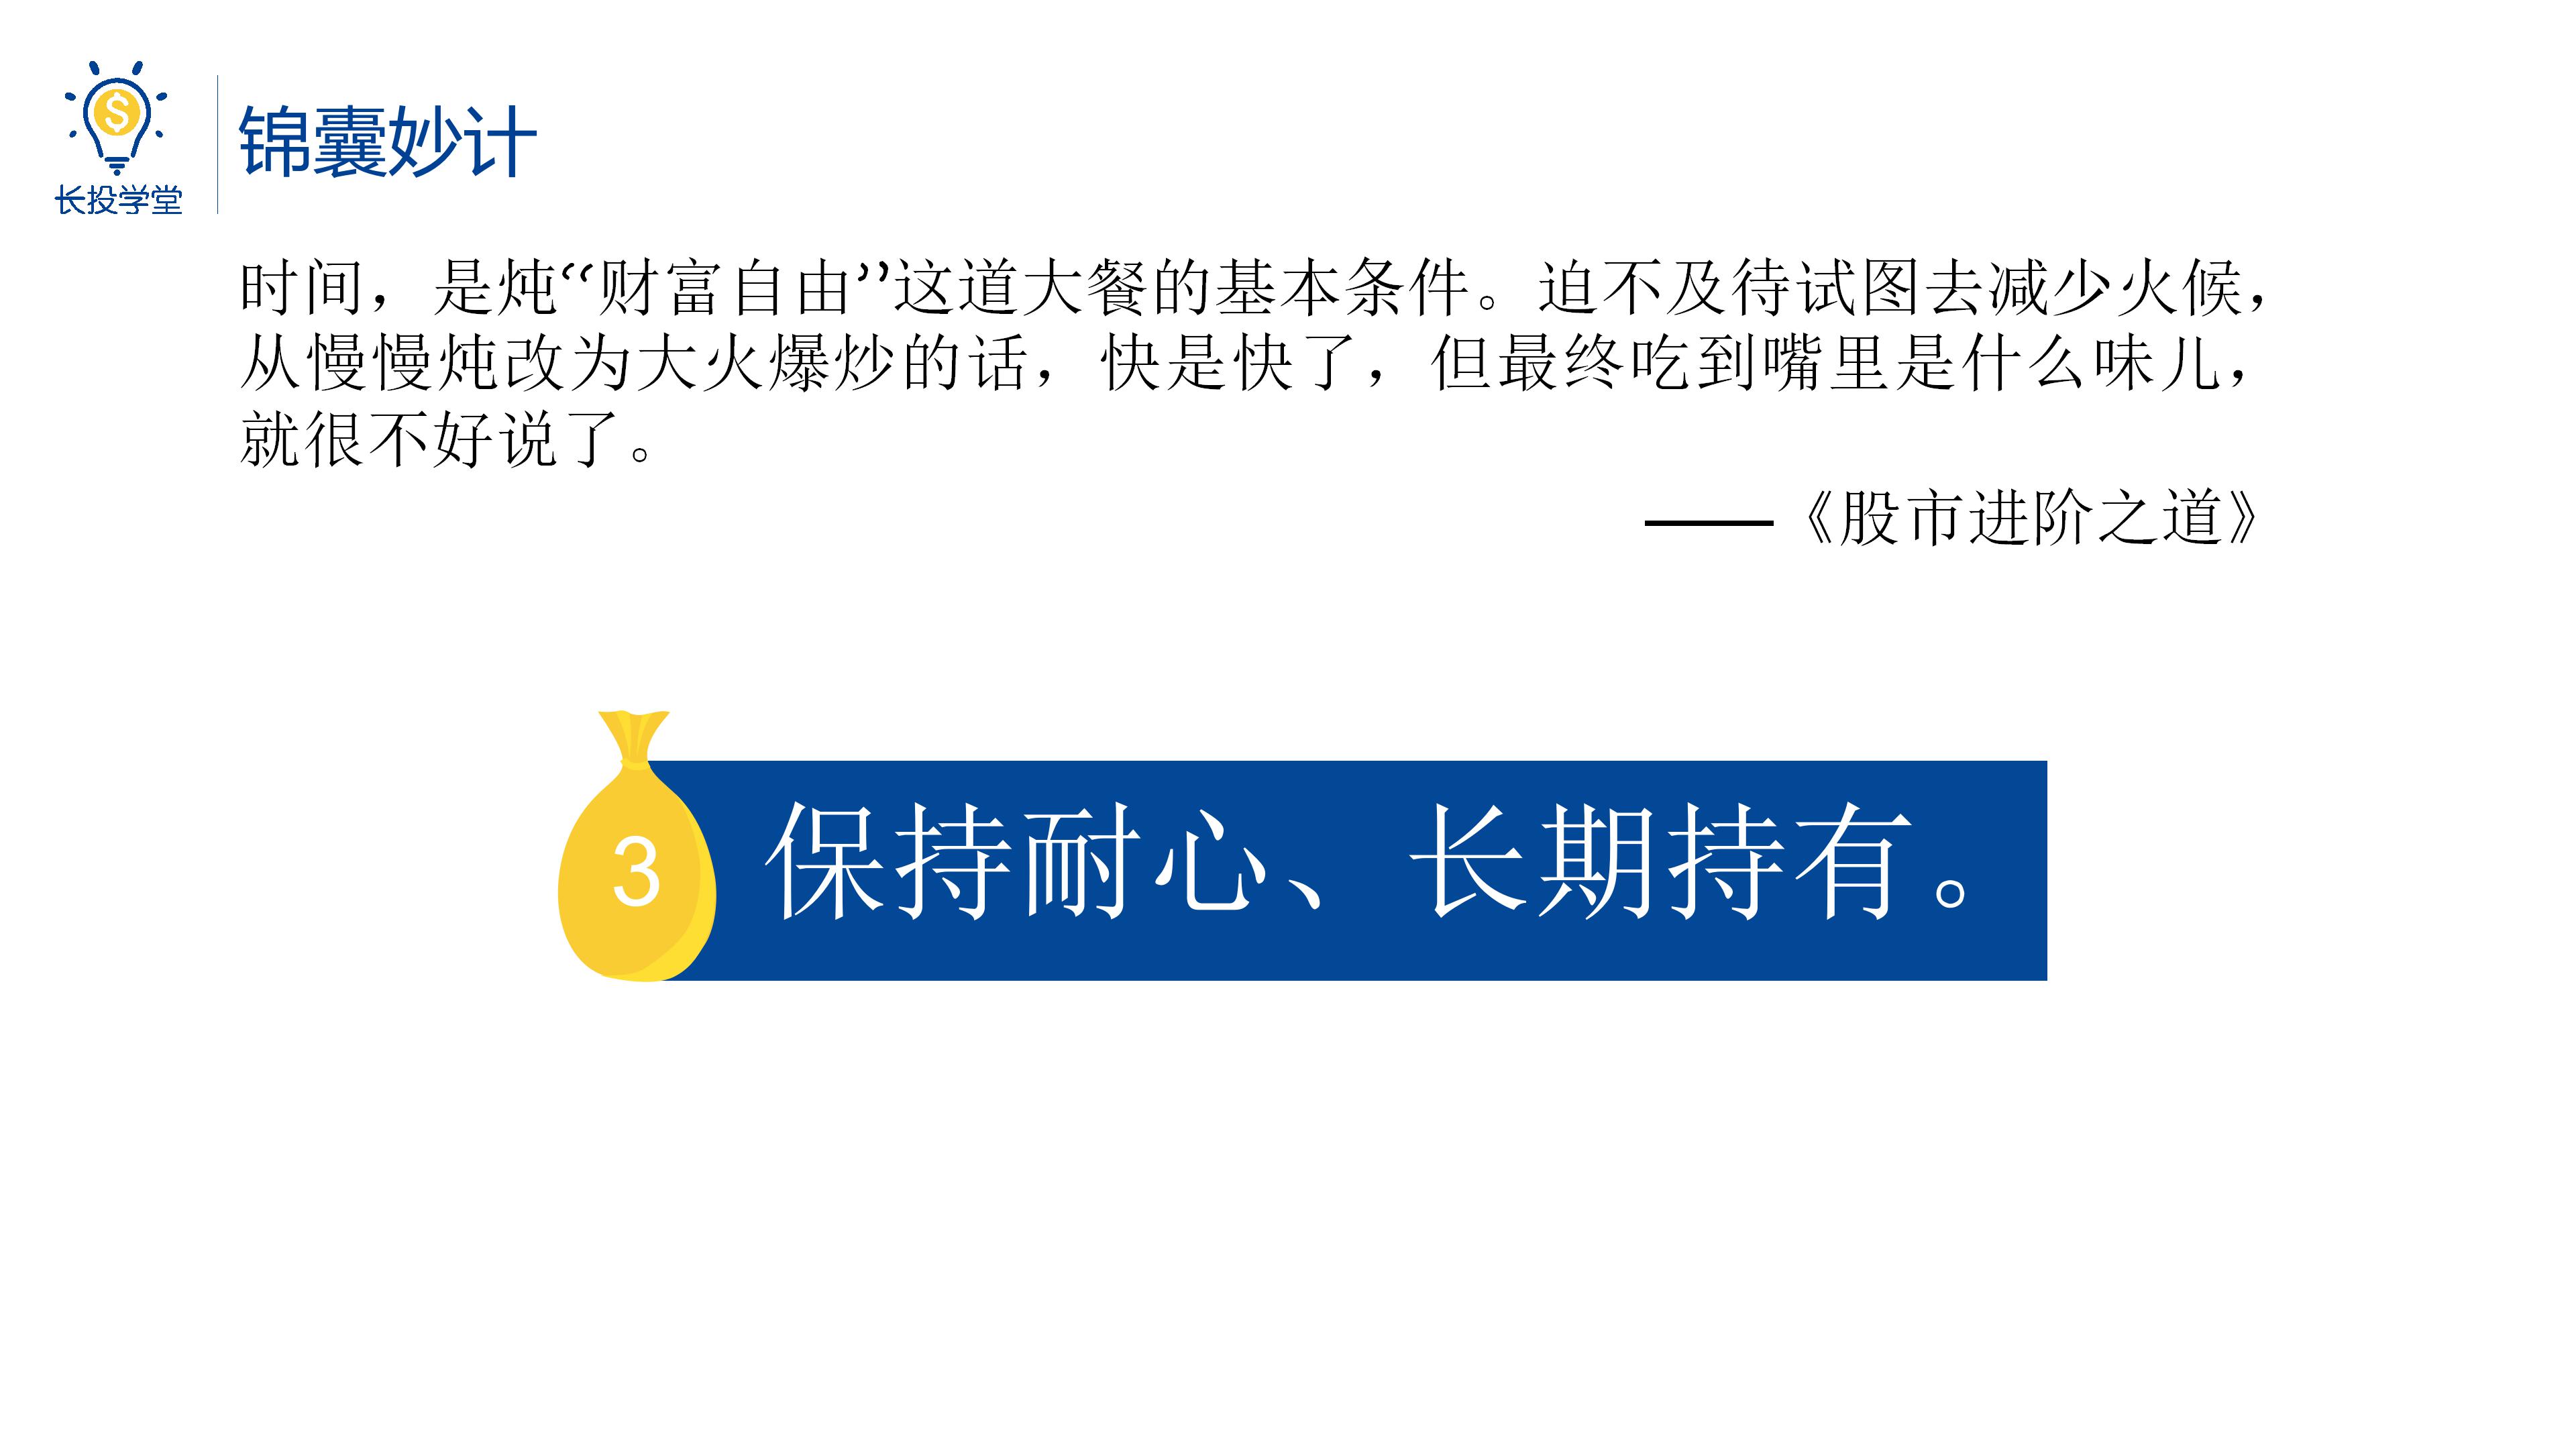 长投学堂
锦囊妙计
时间，是炖“财富自由”这道大餐的基本条件。迫不及待试图去减少火候，
从慢慢炖改为大火爆炒的话，快是快了，但最终吃到嘴里是什么味儿，
就很不好说了。
——《股市进阶之道》
3
保持耐心、长期持有。